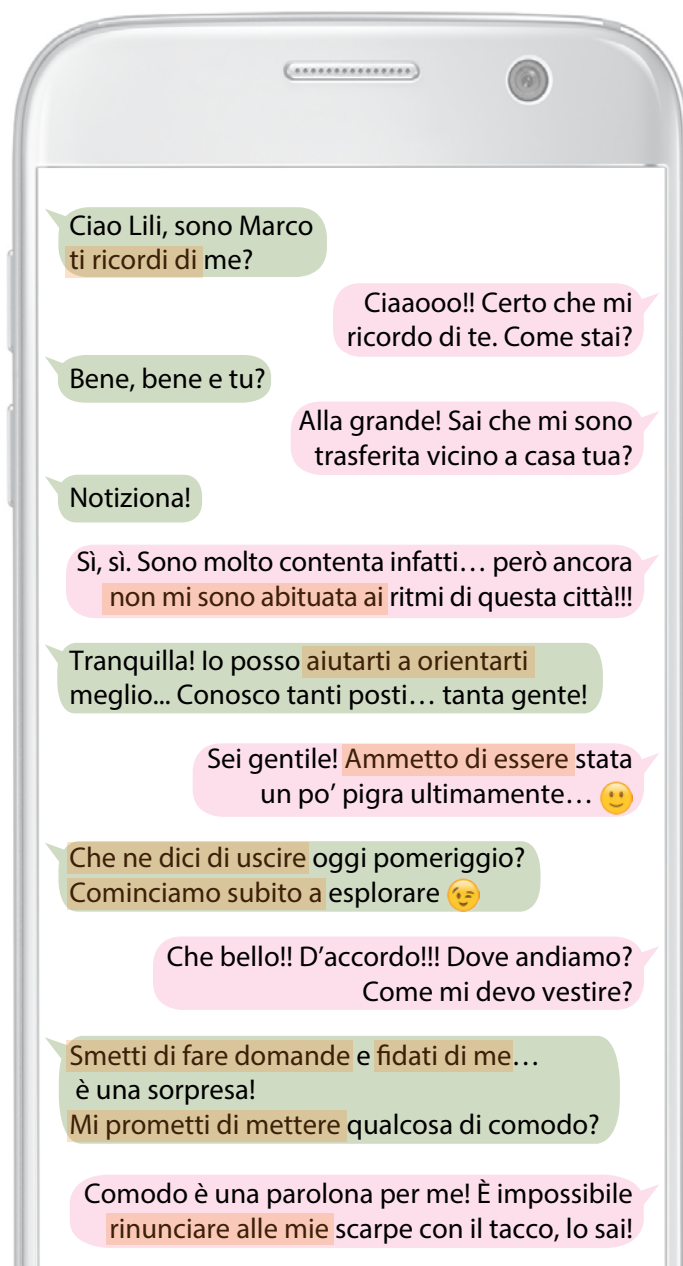 Ciao Lili, sono Marco
ti ricordi di me?
Ciaaooo!! Certo che mi
ricordo di te. Come stai?
Bene, bene e tu?
Alla grande! Sai che mi sono
trasferita vicino a casa tua?
Notiziona!
Sì, sì. Sono molto contenta infatti… però ancora
non mi sono abituata ai ritmi di questa città!!!
Tranquilla! Io posso aiutarti a orientarti
meglio... Conosco tanti posti… tanta gente!
Sei gentile! Ammetto di essere stata
un po’ pigra ultimamente… 🙂
Che ne dici di uscire oggi pomeriggio?
Cominciamo subito a esplorare 😉
Che bello!! D’accordo!!! Dove andiamo?
Come mi devo vestire?
Smetti di fare domande e fidati di me…
è una sorpresa!
Mi prometti di mettere qualcosa di comodo?
Comodo è una parolona per me! È impossibile
rinunciare alle mie scarpe con il tacco, lo sai!